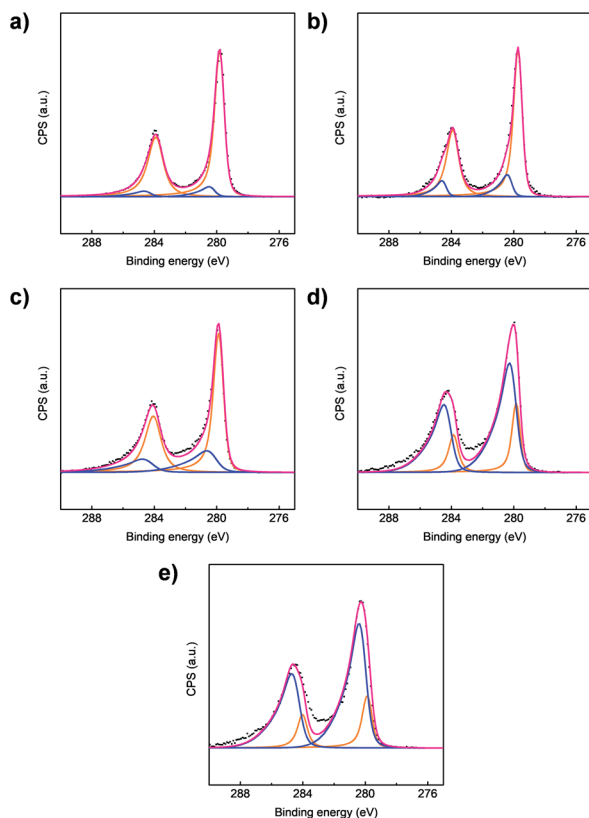 a)
CPS (a.u.)
288 284 280 276
Binding energy (eV)
b)
CPS (a.u.)
288 284 280 276
Binding energy (eV)
c)
CPS (a.u.)
288 284 280 276
Binding energy (eV)
d)
CPS (a.u.)
288 284 280 276
Binding energy (eV)
e)
CPS (a.u.)
288 284 280 276
Binding energy (eV)